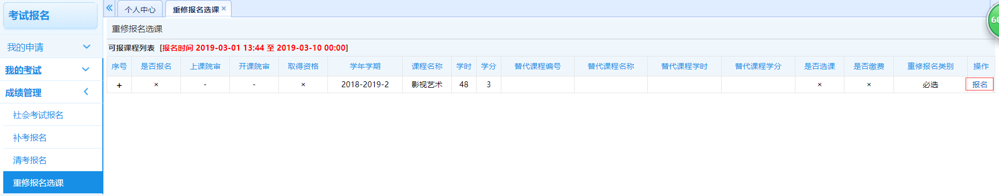 考试报名
我的申请
我的考试
成绩管理
社会考试报名
补考报名
清考报名
重修报名选课
个人中心 重修报名选课 ×
重修报名选课
可报课程列表 [报名时间 2019-03-01 13:44 至 2019-03-10 00:00]
序号 是否报名 上课院审 开课院审 取得资格 学年学期 课程名称 学时 学分 替代课程编号 替代课程名称 替代课程学时 替代课程学分 是否选课 是否缴费 重修报名类别 操作
+ × - - × 2018-2019-2 影视艺术 48 3 × × 必选 报名